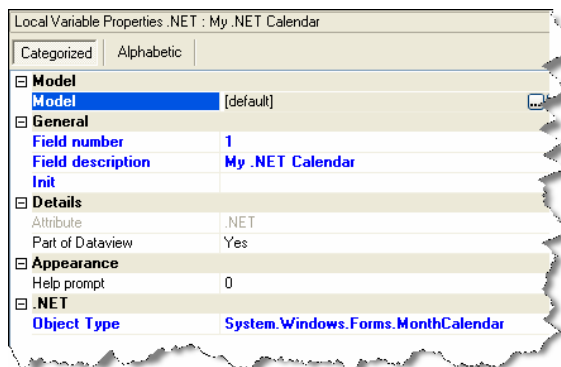 Local Variable Properties .NET : My .NET Calendar
Categorized Alphabetic
Model
Model [default] ...
General
Field number 1
Field description My .NET Calendar
Init
Details
Attribute .NET
Part of Dataview Yes
Appearance
Help prompt 0
.NET
Object Type System.Windows.Forms.MonthCalendar